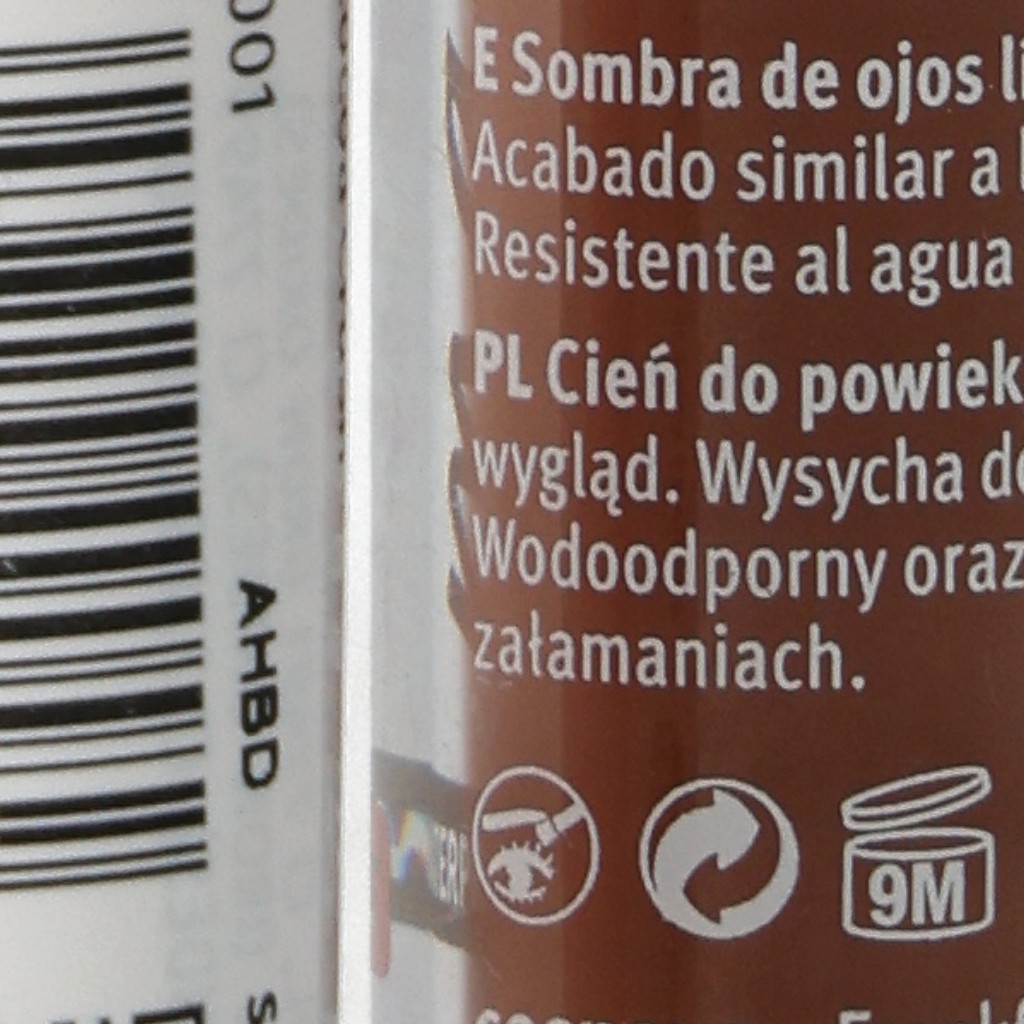 001
AHBD
E Sombra de ojos
Acabado similar a
Resistente al agua
PL Cień do powiek
wygląd. Wysycha
Wodoodporny oraz
załamaniach.
9M